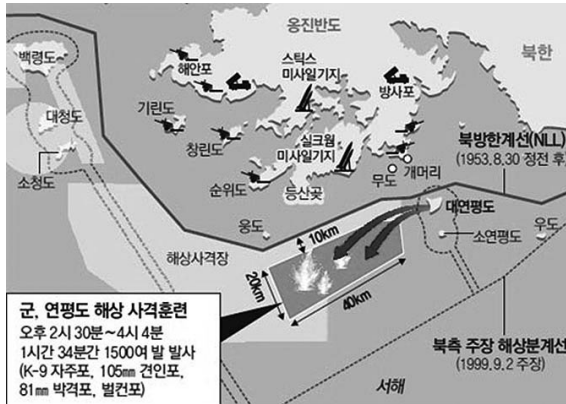 옹진반도
북한
백령도
해안포
스틱스
미사일기지
방사포
대청도
기린도
창린도
실크웜
미사일기지
북방한계선(NLL)
(1953.8.30 정전 후)
소청도
순위도
등산곶
무도
개머리
대연평도
웅도
10km
소연평도
우도
해상사격장
20km
40km
군, 연평도 해상 사격훈련
오후 2시 30분~4시 4분
1시간 34분간 1500여 발 발사
(K-9 자주포, 105㎜ 견인포,
81㎜ 박격포, 벌컨포)
북측 주장 해상분계선
(1999.9.2 주장)
서해